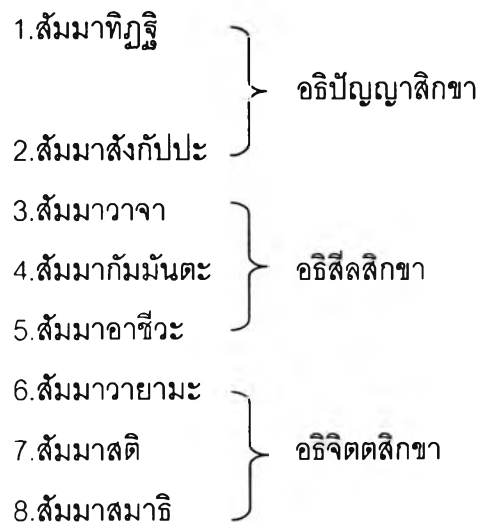 1.สัมมาทิฏฐิ
อธิปัญญาสิกขา
2.สัมมาสังกัปปะ
3.สัมมาวาจา
4.สัมมากัมมันตะ อธิสีลสิกขา
5.สัมมาอาชีวะ
6.สัมมาวายามะ
7.สัมมาสติ อธิจิตตสิกขา
8.สัมมาสมาธิ